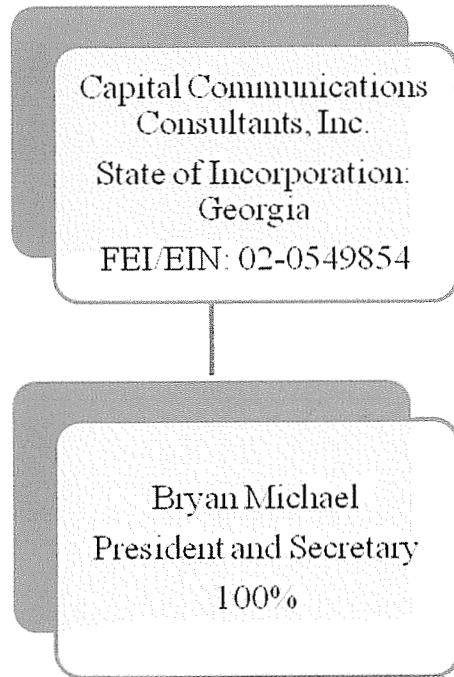 Capital Communications
Consultants, Inc.
State of Incorporation:
Georgia
FEI/EIN: 02-0549854
Bryan Michael
President and Secretary
100%